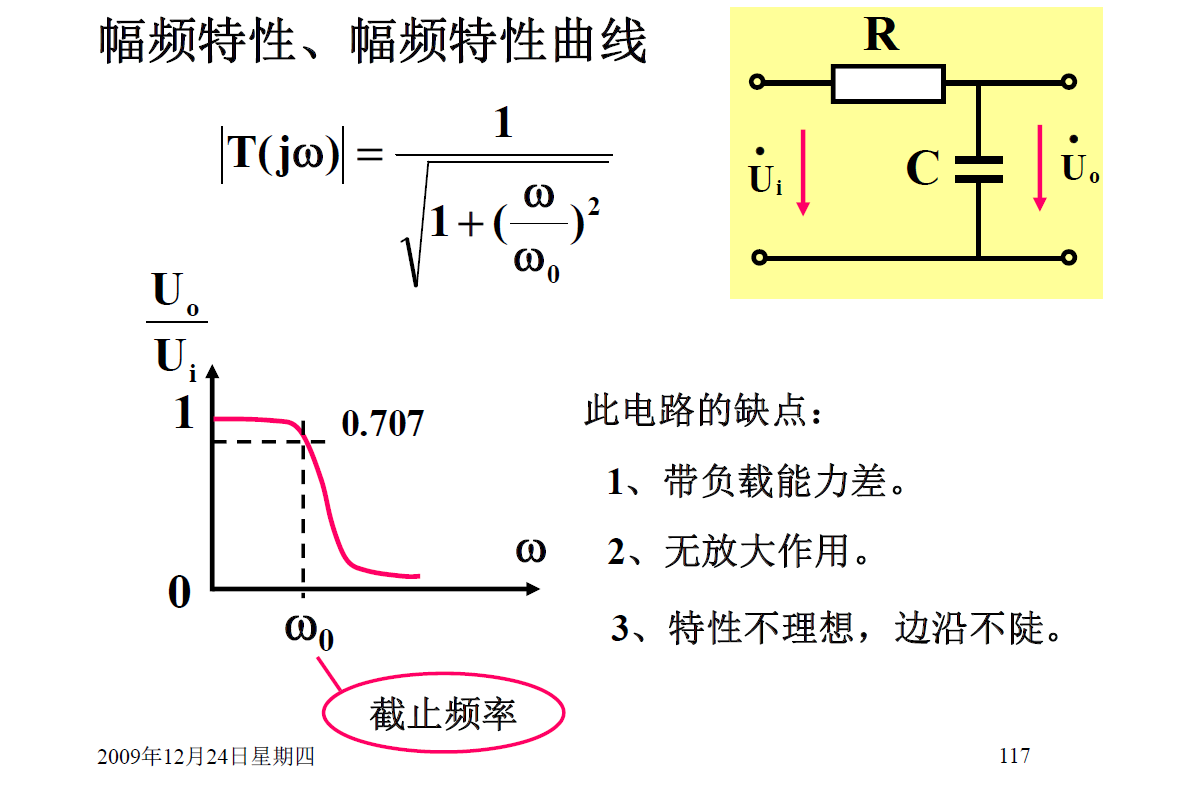 幅频特性、幅频特性曲线
|T(jω)| = 1 / √(1+(ω/ω₀)²)
R
C
U̇i
U̇o
Uo
Ui
1
0.707
0
ω
ω₀
截止频率
此电路的缺点：
1、带负载能力差。
2、无放大作用。
3、特性不理想，边沿不陡。
2009年12月24日星期四
117